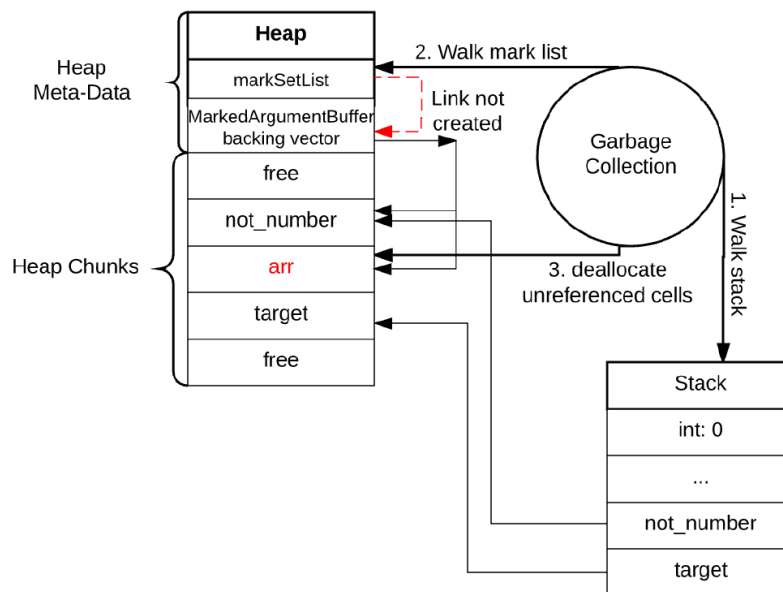 Heap
Meta-Data
Heap
markSetList
MarkedArgumentBuffer
backing vector
2. Walk mark list
Link not
created
Garbage
Collection
1. Walk stack
Heap Chunks
free
not_number
arr
target
free
3. deallocate
unreferenced cells
Stack
int: 0
...
not_number
target